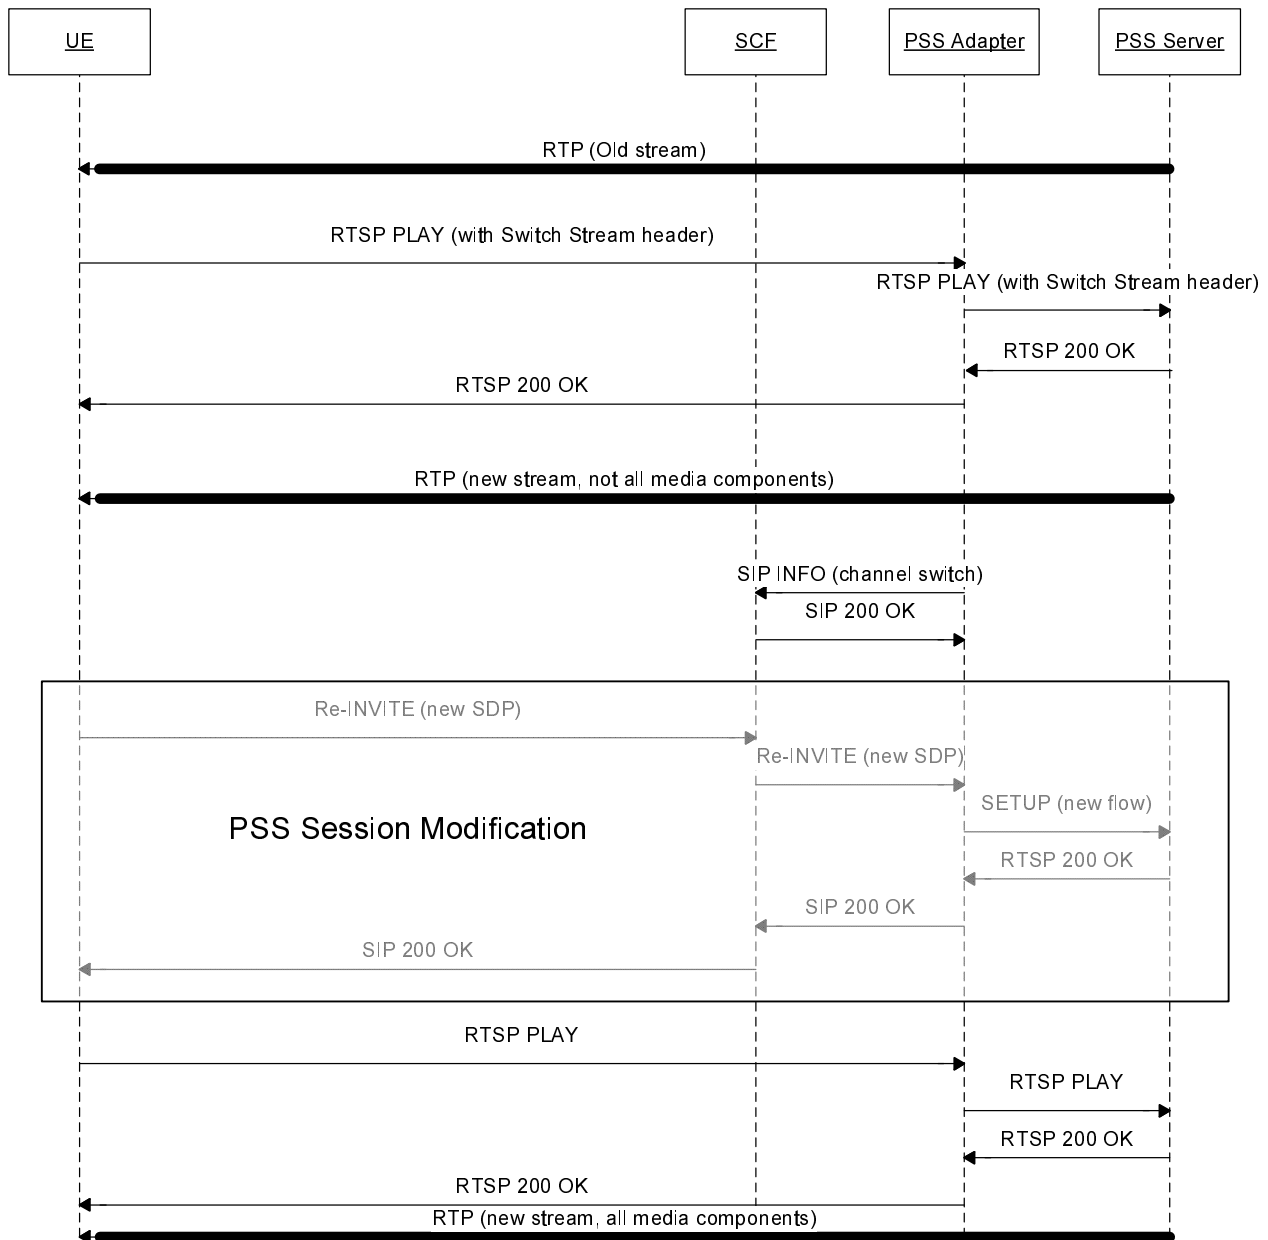 UE
SCF
PSS Adapter
PSS Server
RTP (Old stream)
RTSP PLAY (with Switch Stream header)
RTSP PLAY (with Switch Stream header)
RTSP 200 OK
RTSP 200 OK
RTP (new stream, not all media components)
SIP INFO (channel switch)
SIP 200 OK
Re-INVITE (new SDP)
Re-INVITE (new SDP)
SETUP (new flow)
PSS Session Modification
RTSP 200 OK
SIP 200 OK
SIP 200 OK
RTSP PLAY
RTSP PLAY
RTSP 200 OK
RTSP 200 OK
RTP (new stream, all media components)